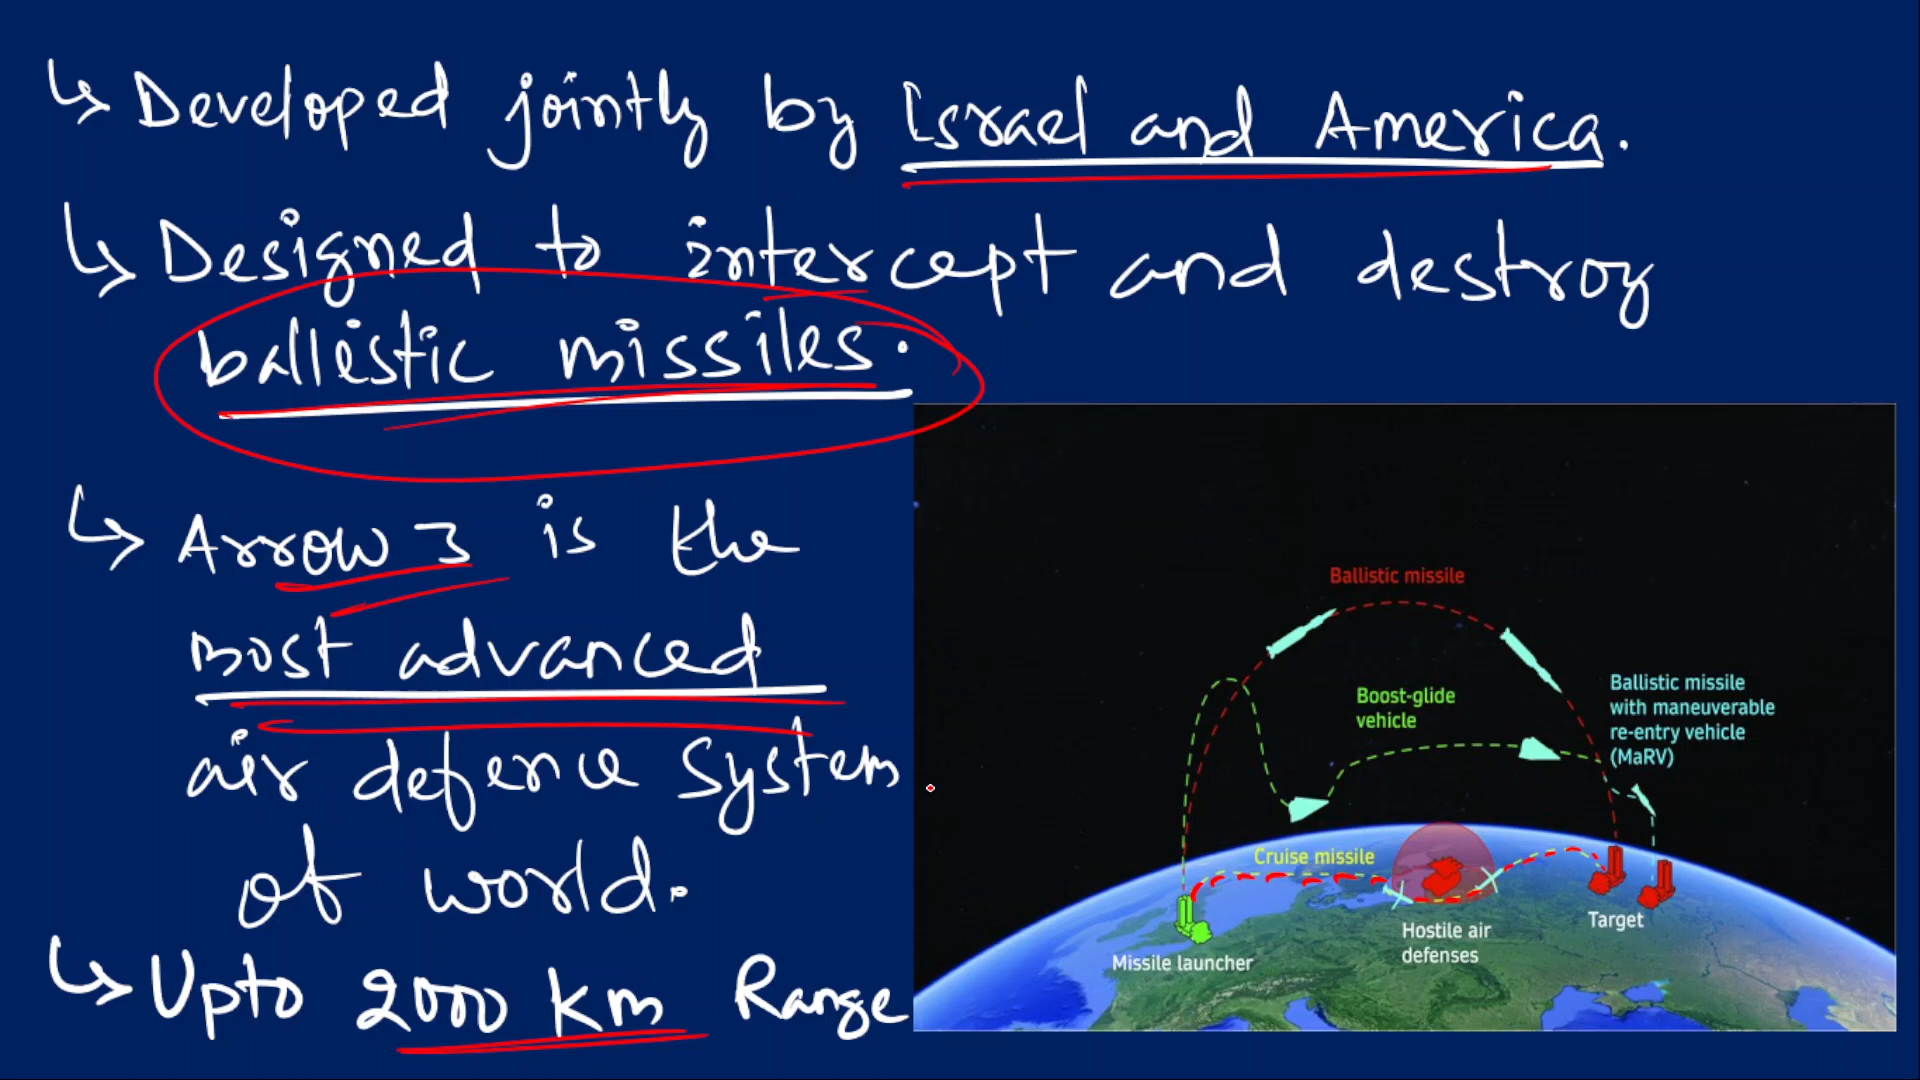 ↳ Developed jointly by Israel and America.
↳ Designed to intercept and destroy
ballistic missiles.
↳ Arrow 3 is the
most advanced
air defence system
of world.
↳ Upto 2000 km Range
Ballistic missile
Boost-glide
vehicle
Ballistic missile
with maneuverable
re-entry vehicle
(MaRV)
Cruise missile
Hostile air
defenses
Target
Missile launcher